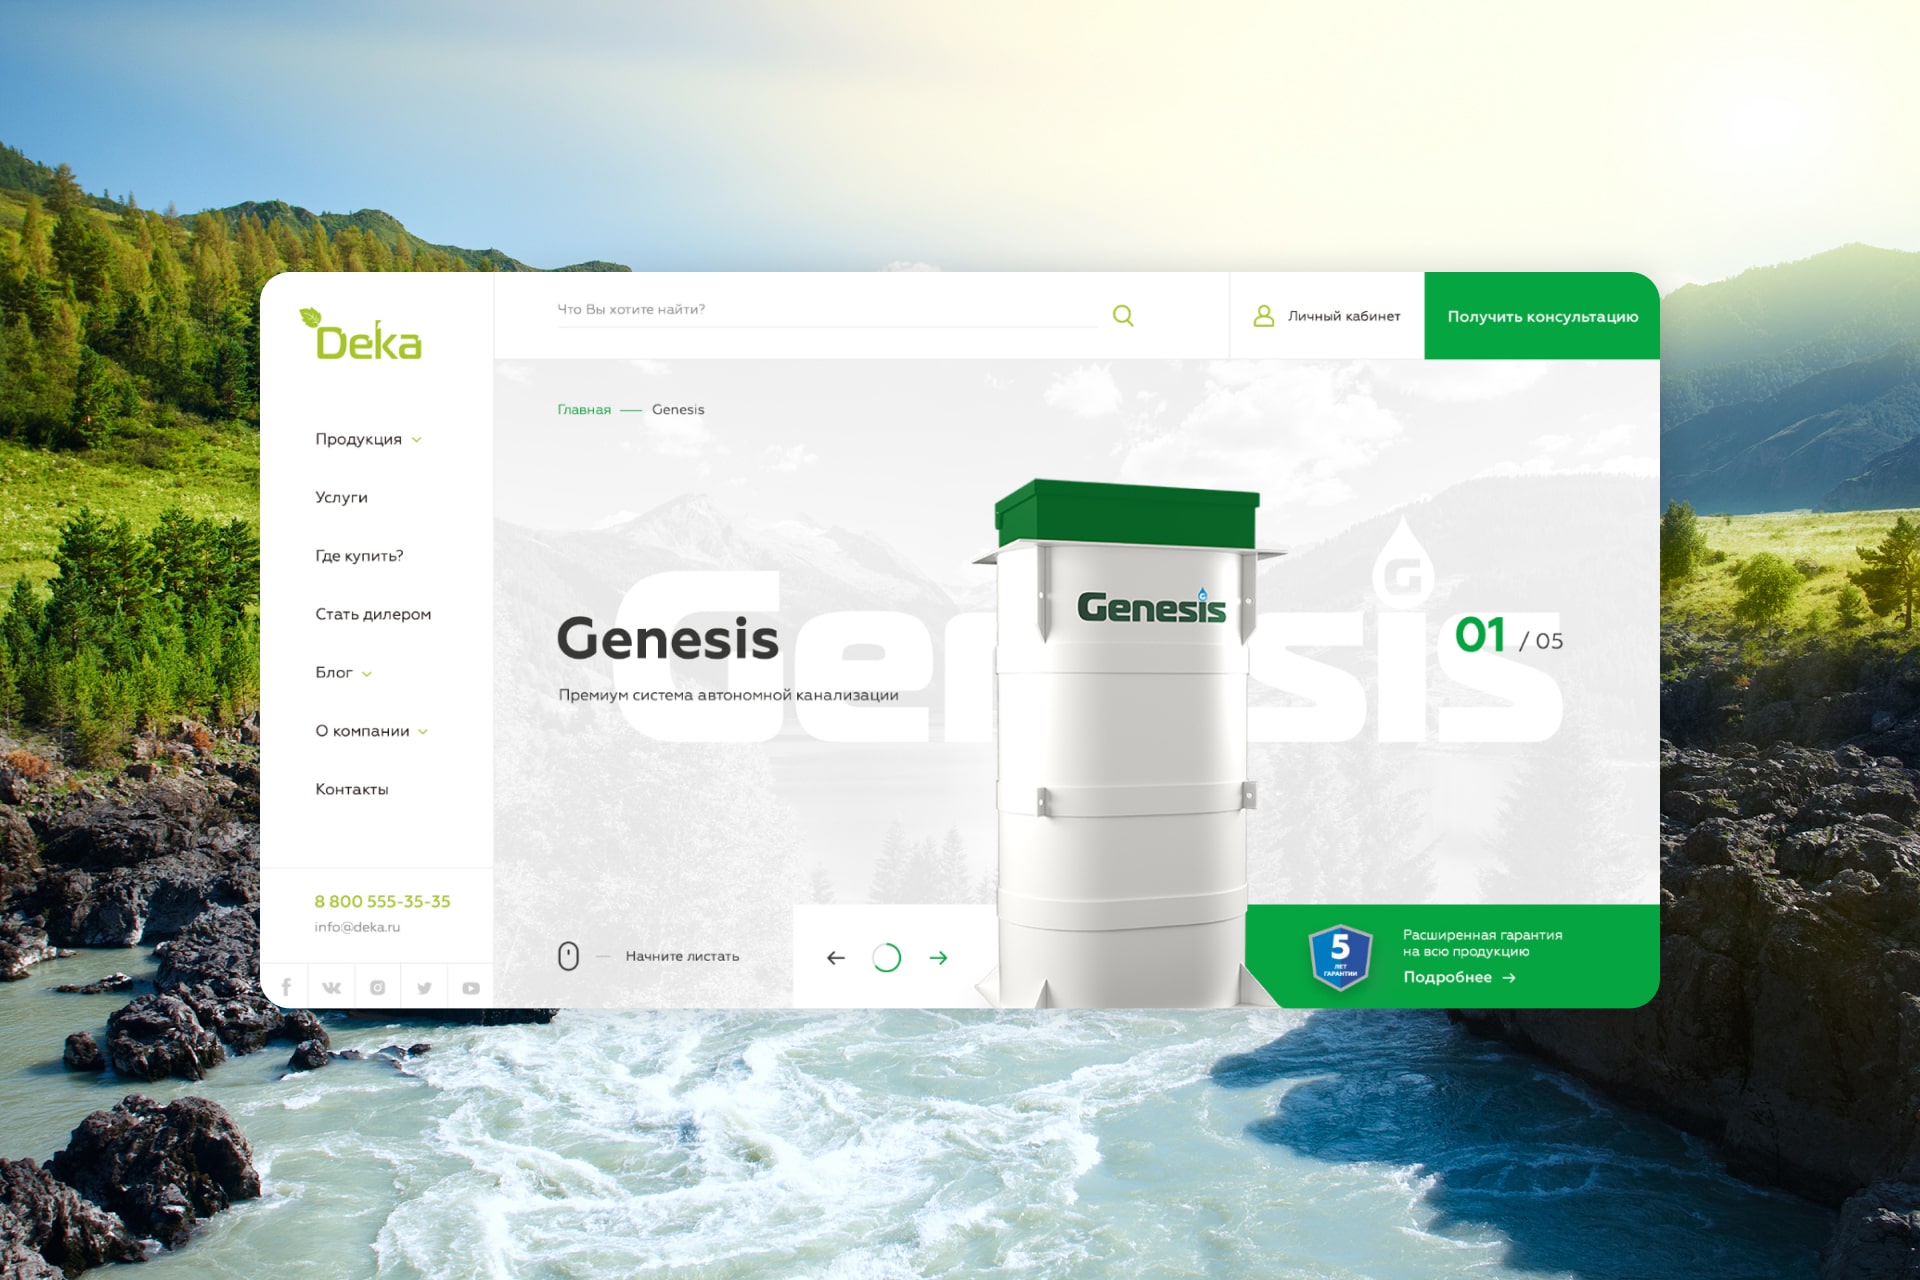 Deka
Что Вы хотите найти?
Личный кабинет
Получить консультацию
Главная — Genesis
Продукция
Услуги
Где купить?
Стать дилером
Блог
О компании
Контакты
8 800 555-35-35
info@deka.ru
Genesis
Genesis
Премиум система автономной канализации
Genesis
G
01 / 05
Начните листать
5
ЛЕТ
ГАРАНТИИ
Расширенная гарантия
на всю продукцию
Подробнее →